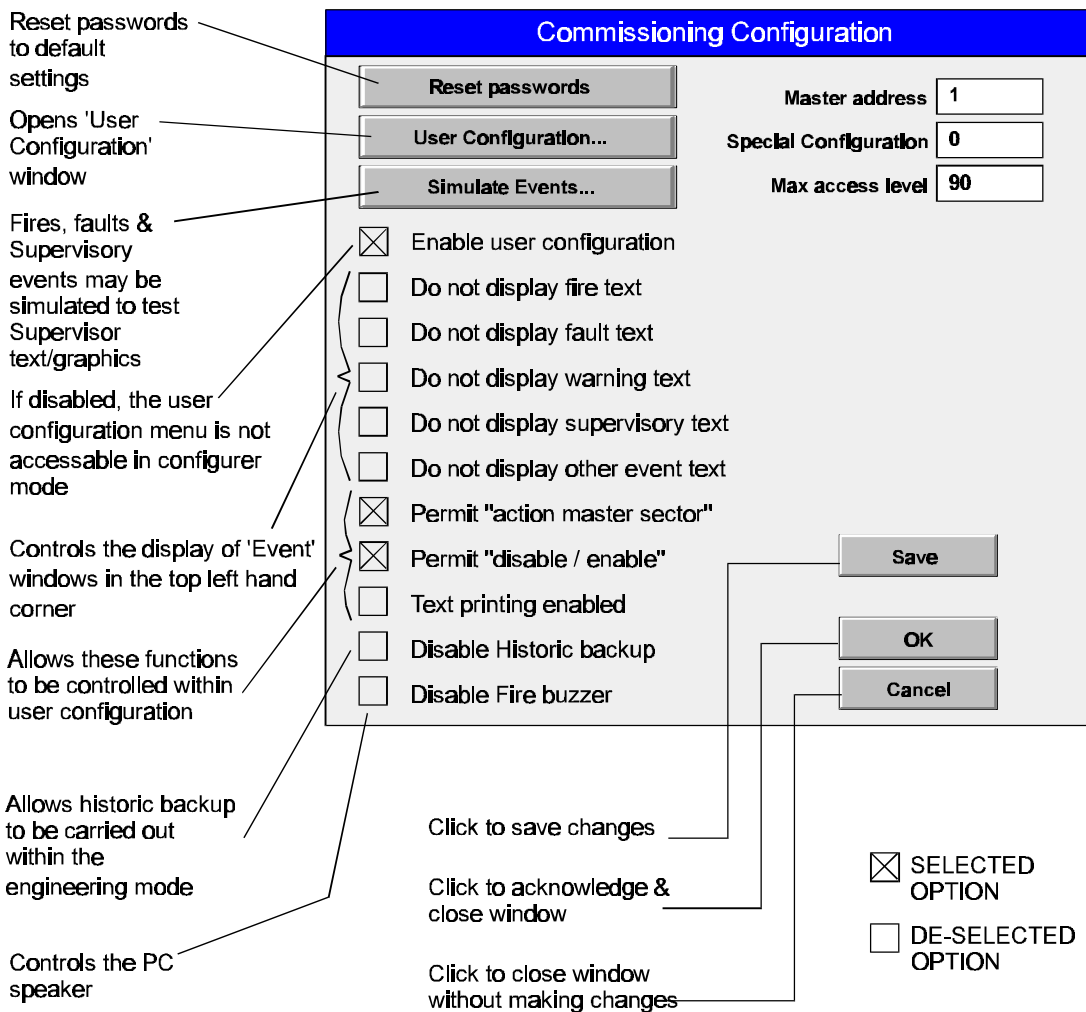 Reset passwords
to default
settings
Opens 'User
Configuration'
window
Fires, faults &
Supervisory
events may be
simulated to test
Supervisor
text/graphics
If disabled, the user
configuration menu is not
accessable in configurer
mode
Controls the display of 'Event'
windows in the top left hand
corner
Allows these functions
to be controlled within
user configuration
Allows historic backup
to be carried out
within the
engineering mode
Controls the PC
speaker
Commissioning Configuration
Reset passwords
User Configuration...
Simulate Events...
Master address 1
Special Configuration 0
Max access level 90
Enable user configuration
Do not display fire text
Do not display fault text
Do not display warning text
Do not display supervisory text
Do not display other event text
Permit "action master sector"
Permit "disable / enable"
Text printing enabled
Disable Historic backup
Disable Fire buzzer
Save
OK
Cancel
Click to save changes
Click to acknowledge &
close window
Click to close window
without making changes
SELECTED
OPTION
DE-SELECTED
OPTION